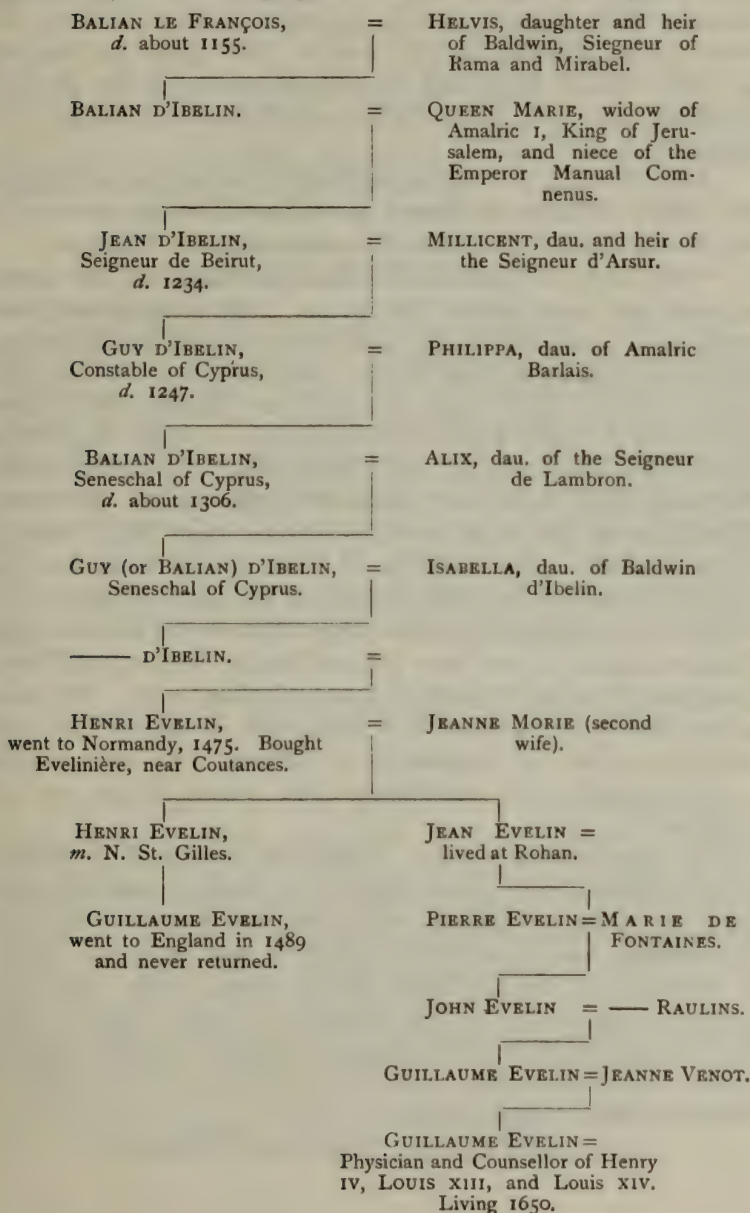 BALIAN LE FRANÇOIS,
d. about 1155.
=
HELVIS, daughter and heir
of Baldwin, Siegneur of
Rama and Mirabel.
BALIAN D'IBELIN.
=
QUEEN MARIE, widow of
Amalric I, King of Jeru-
salem, and niece of the
Emperor Manual Com-
nenus.
JEAN D'IBELIN,
Seigneur de Beirut,
d. 1234.
=
MILLICENT, dau. and heir of
the Seigneur d'Arsur.
GUY D'IBELIN,
Constable of Cyprus,
d. 1247.
=
PHILIPPA, dau. of Amalric
Barlais.
BALIAN D'IBELIN,
Seneschal of Cyprus,
d. about 1306.
=
ALIX, dau. of the Seigneur
de Lambron.
GUY (or BALIAN) D'IBELIN,
Seneschal of Cyprus.
=
ISABELLA, dau. of Baldwin
d'Ibelin.
—— D'IBELIN.
=
HENRI EVELIN,
went to Normandy, 1475. Bought
Evelinière, near Coutances.
=
JEANNE MORIE (second
wife).
HENRI EVELIN,
m. N. St. Gilles.
JEAN EVELIN =
lived at Rohan.
GUILLAUME EVELIN,
went to England in 1489
and never returned.
PIERRE EVELIN = MARIE DE
FONTAINES.
JOHN EVELIN = —— RAULINS.
GUILLAUME EVELIN = JEANNE VENOT.
GUILLAUME EVELIN =
Physician and Counsellor of Henry
IV, LOUIS XIII, and Louis XIV.
Living 1650.